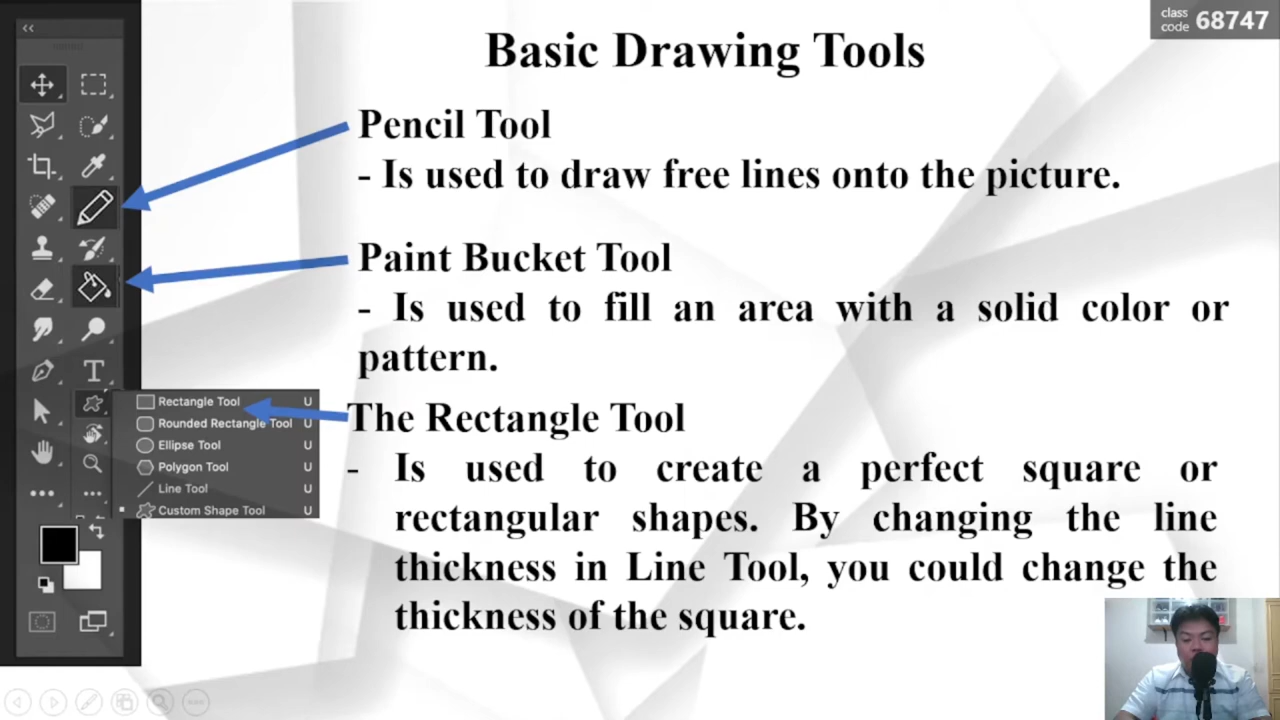 class
code 68747
Basic Drawing Tools
Pencil Tool
- Is used to draw free lines onto the picture.
Paint Bucket Tool
- Is used to fill an area with a solid color or
pattern.
The Rectangle Tool
- Is used to create a perfect square or
rectangular shapes. By changing the line
thickness in Line Tool, you could change the
thickness of the square.
T
Rectangle Tool U
Rounded Rectangle Tool U
Ellipse Tool U
Polygon Tool U
Line Tool U
Custom Shape Tool U